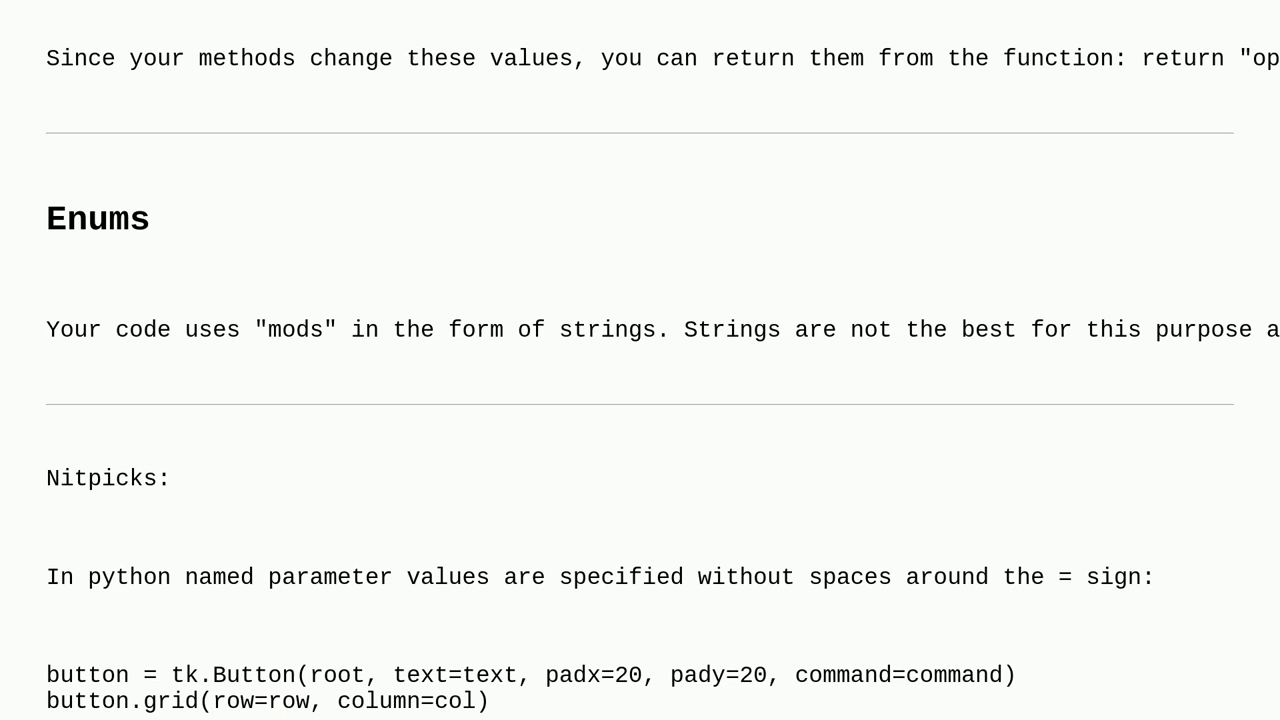 Since your methods change these values, you can return them from the function: return "op
Enums
Your code uses "mods" in the form of strings. Strings are not the best for this purpose a
Nitpicks:
In python named parameter values are specified without spaces around the = sign:
button = tk.Button(root, text=text, padx=20, pady=20, command=command)
button.grid(row=row, column=col)